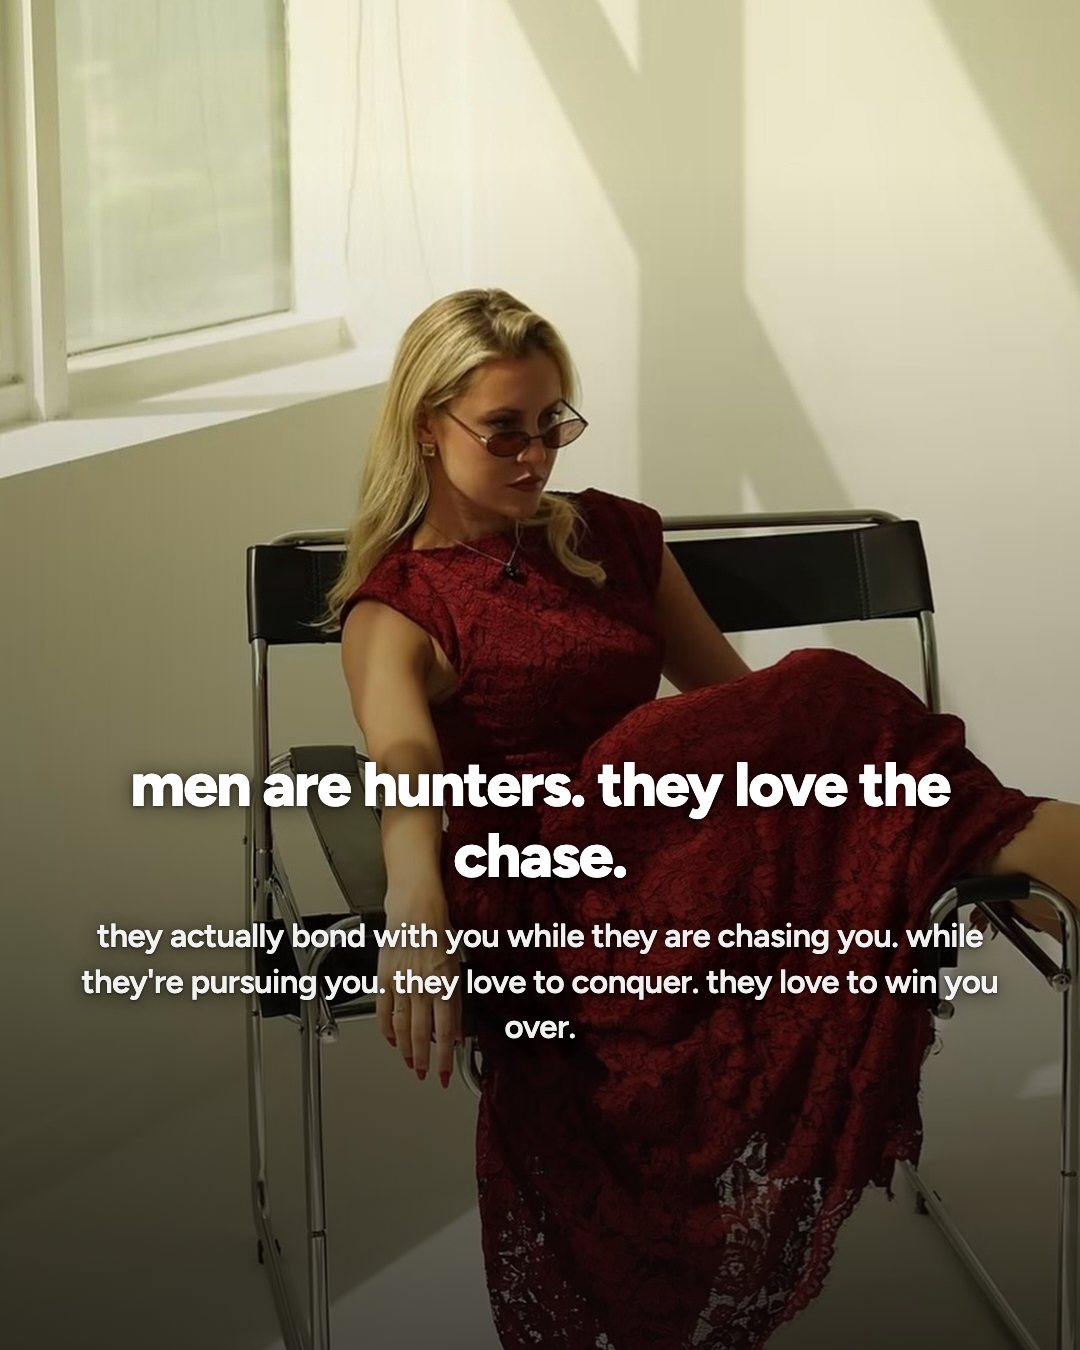 men are hunters. they love the
chase.
they actually bond with you while they are chasing you. while
they're pursuing you. they love to conquer. they love to win you
over.